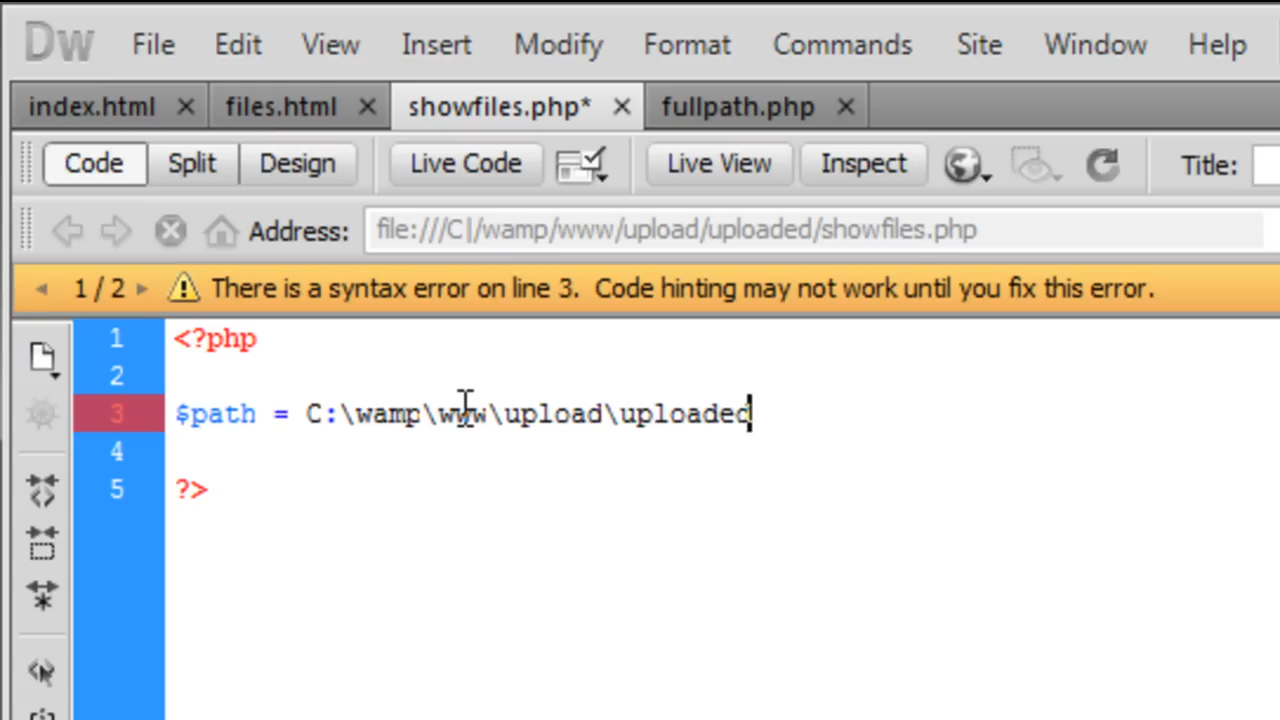 Dw File Edit View Insert Modify Format Commands Site Window Help
index.html × files.html × showfiles.php* × fullpath.php ×
Code Split Design Live Code Live View Inspect Title:
Address: file:///C|/wamp/www/upload/uploaded/showfiles.php
1 / 2 There is a syntax error on line 3. Code hinting may not work until you fix this error.
1 <?php
2
3 $path = C:\wamp\www\upload\uploaded
4
5 ?>